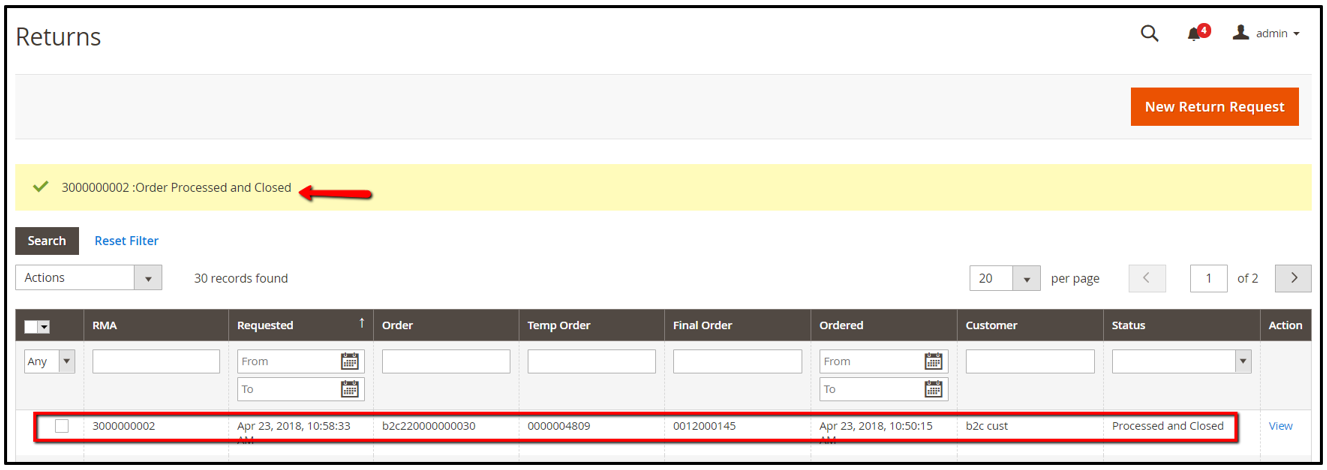 Returns
4
admin
New Return Request
3000000002 :Order Processed and Closed
Search Reset Filter
Actions 30 records found 20 per page 1 of 2
RMA Requested ↑ Order Temp Order Final Order Ordered Customer Status Action
Any From From
To To
3000000002 Apr 23, 2018, 10:58:33 b2c220000000030 0000004809 0012000145 Apr 23, 2018, 10:50:15 b2c cust Processed and Closed View
AM AM